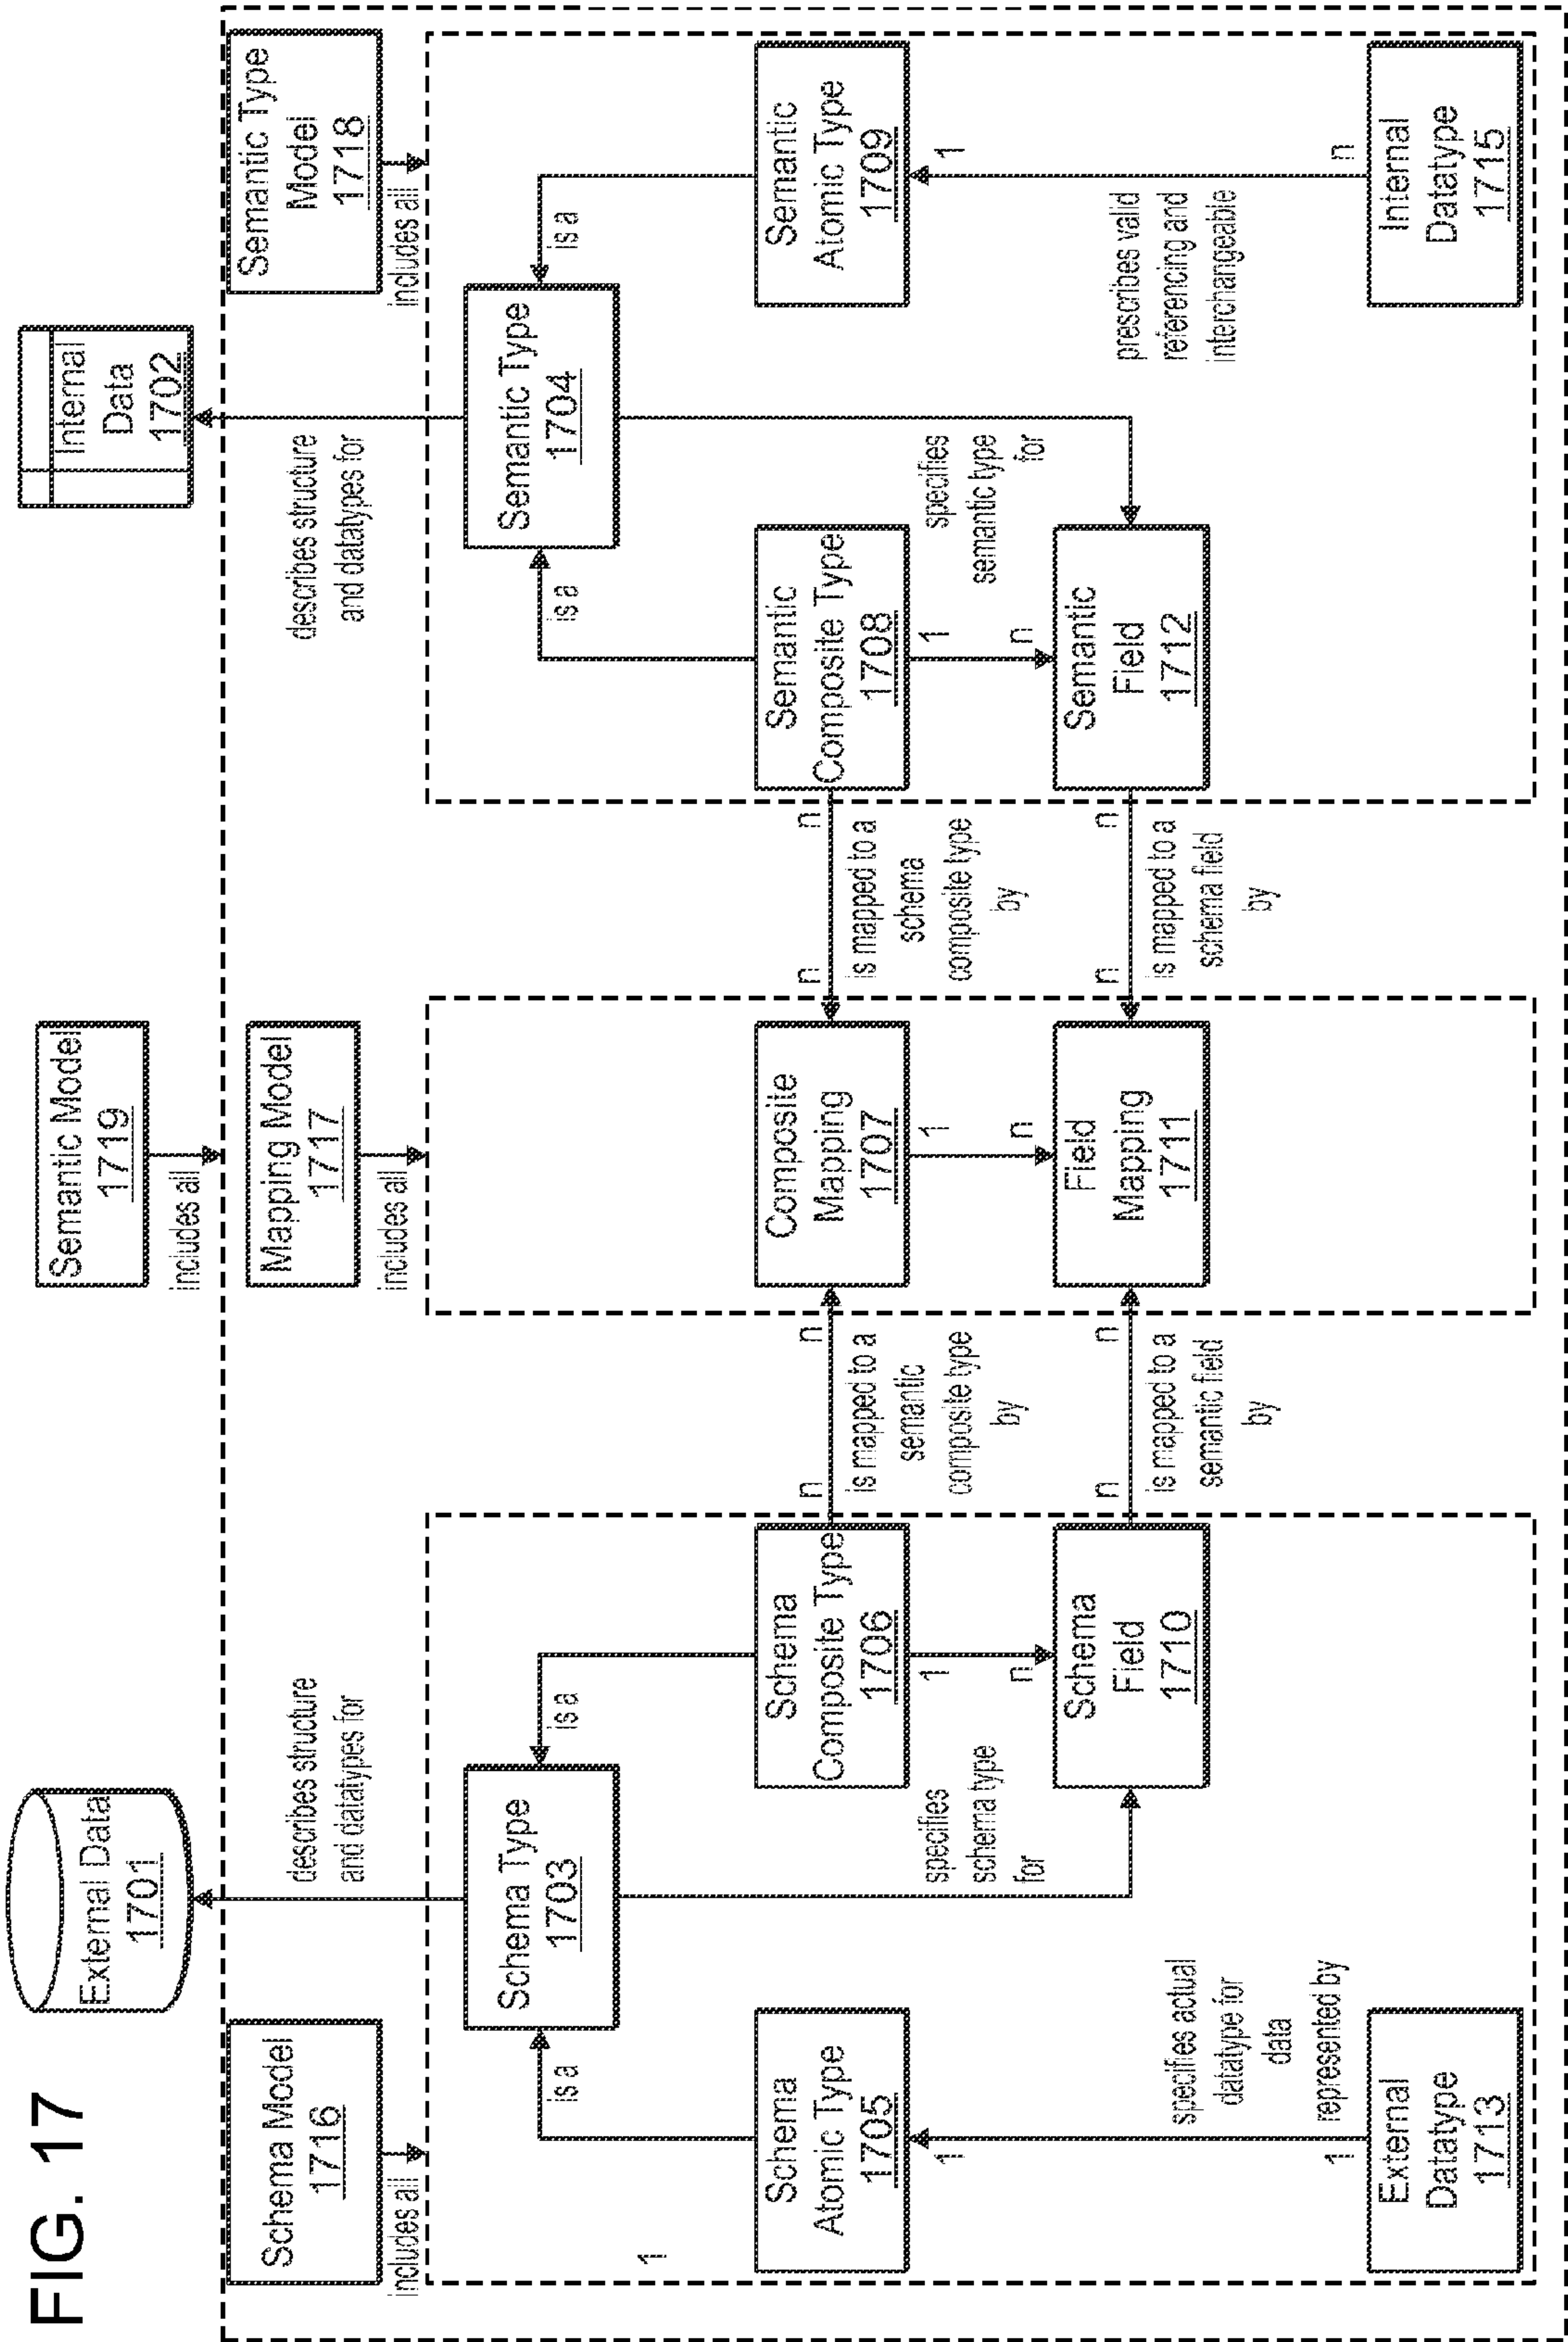 FIG. 17
External Data
1701
Semantic Model
1719
Internal
Data
1702
includes all
Schema Model
1716
includes all
describes structure
and datatypes for
Mapping Model
1717
includes all
describes structure
and datatypes for
Semantic Type
Model
1718
includes all
Schema Type
1703
is a
is a
Semantic Type
1704
is a
is a
1
Schema
Atomic Type
1705
1
Schema
Composite Type
1706
1
n
n
n
is mapped to a
semantic
composite type
by
Composite
Mapping
1707
1
n
n
n
is mapped to a
schema
composite type
by
Semantic
Composite Type
1708
1
n
Semantic
Atomic Type
1709
1
specifies
schema type
for
specifies
semantic type
for
Schema
Field
1710
n
n
is mapped to a
semantic field
by
Field
Mapping
1711
n
n
is mapped to a
schema field
by
Semantic
Field
1712
specifies actual
datatype for
data
represented by
1
prescribes valid
referencing and
interchangeable
n
External
Datatype
1713
Internal
Datatype
1715